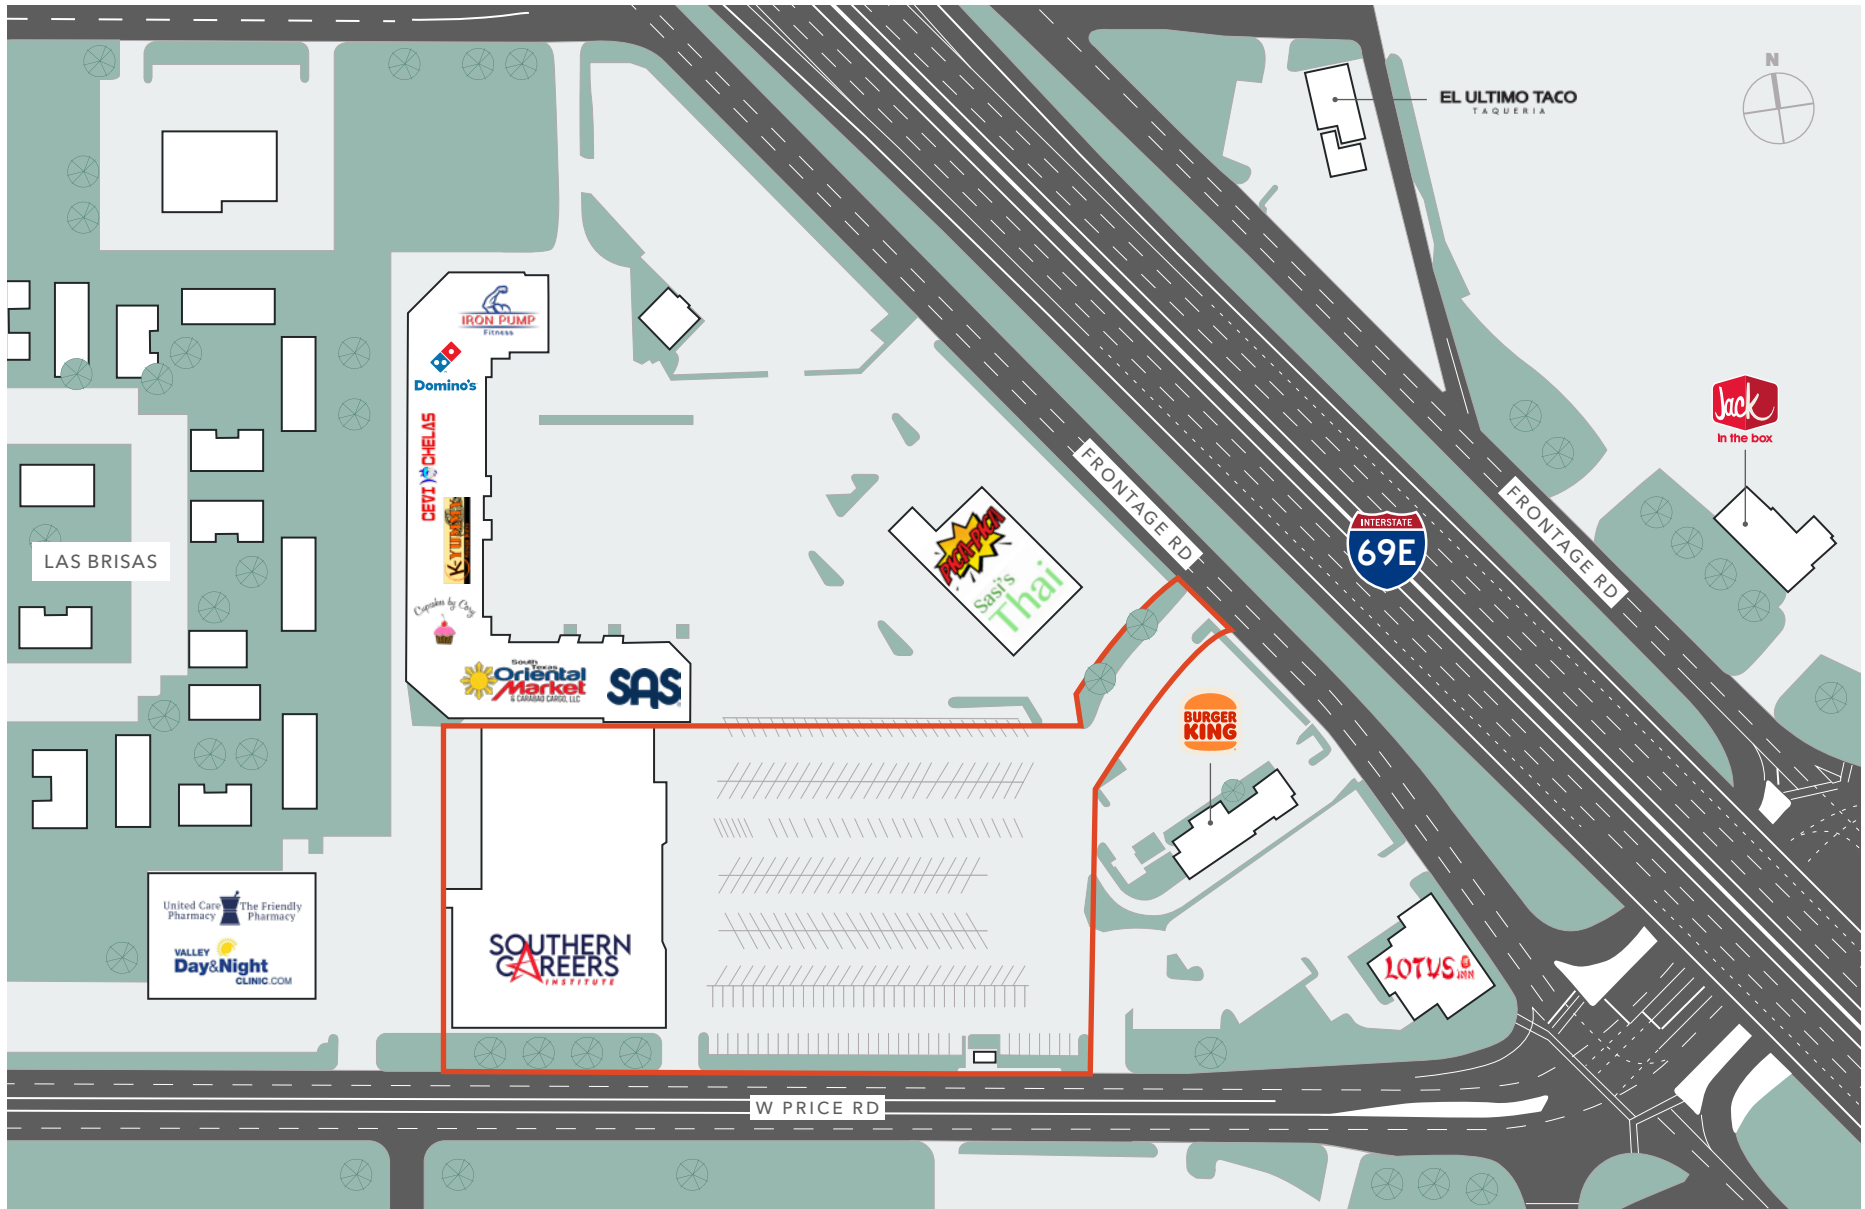 N
EL ULTIMO TACO
TAQUERIA
IRON PUMP
Fitness
Domino's
CEVI CHELAS
K-YUMMIS
Cupcakes by Cory
South
Texas
Oriental
Market
& CARABAO CARGO, LLC
SAS
PICA-PICA
Sasi's
Thai
FRONTAGE RD
INTERSTATE
69E
FRONTAGE RD
Jack
in the box
LAS BRISAS
BURGER
KING
United Care
Pharmacy
The Friendly
Pharmacy
VALLEY
Day&Night
CLINIC.COM
SOUTHERN
CAREERS
INSTITUTE
LOTUS
INN
W PRICE RD